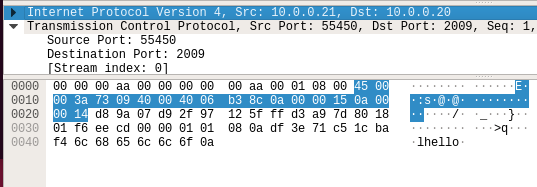 Internet Protocol Version 4, Src: 10.0.0.21, Dst: 10.0.0.20
Transmission Control Protocol, Src Port: 55450, Dst Port: 2009, Seq: 1,
Source Port: 55450
Destination Port: 2009
[Stream index: 0]
0000 00 00 00 aa 00 00 00 00 00 aa 00 01 08 00 45 00 ········ ······E·
0010 00 3a 73 09 40 00 40 06 b3 8c 0a 00 00 15 0a 00 ·:s·@·@· ········
0020 00 14 d8 9a 07 d9 2f 97 12 5f ff d3 a9 7d 80 18 ······/· ·_···}··
0030 01 f6 ee cd 00 00 01 01 08 0a df 3e 71 c5 1c ba ········ ···>q···
0040 f4 6c 68 65 6c 6c 6f 0a ·lhello·